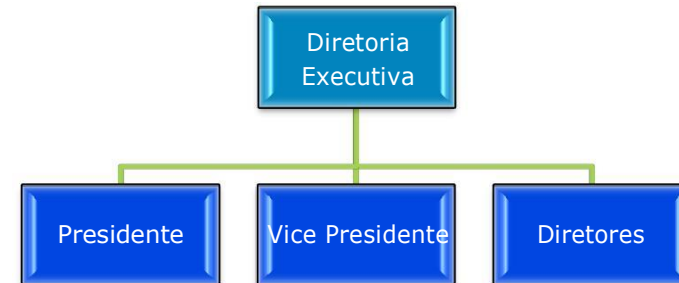 Diretoria
Executiva
Presidente
Vice Presidente
Diretores